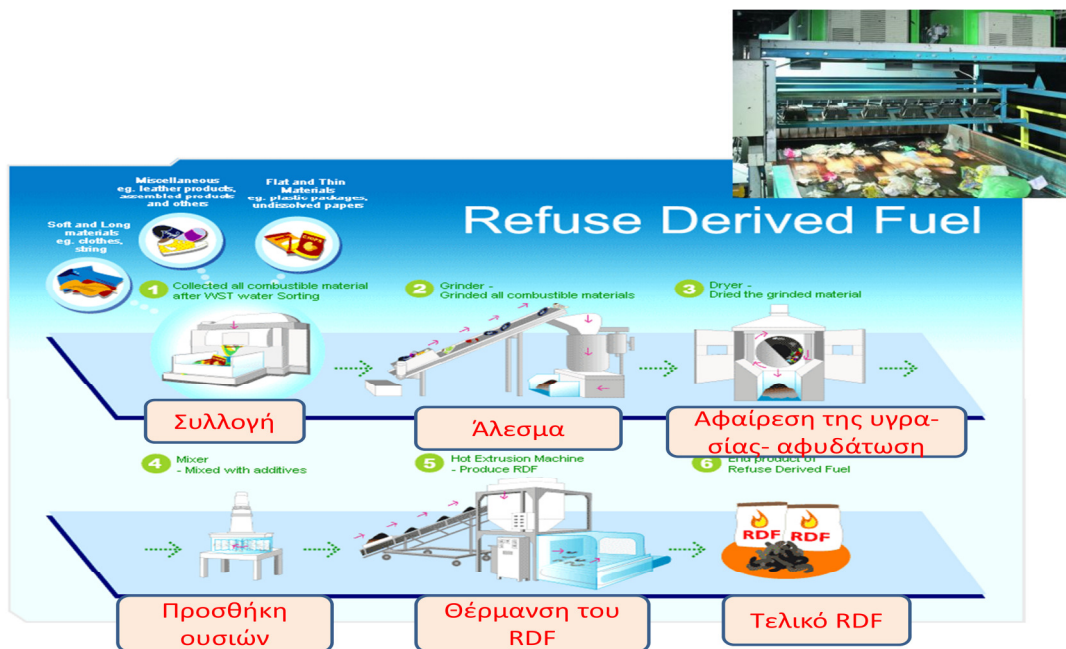 Miscellaneous
eg. leather products,
assembled products
and others
Flat and Thin
Materials
eg. plastic packages,
undissolved papers
Soft and Long
materials
eg. clothes,
string
Refuse Derived Fuel
1 Collected all combustible material
after WST water Sorting
2 Grinder -
Grinded all combustible materials
3 Dryer -
Dried the grinded material
Συλλογή
Άλεσμα
Αφαίρεση της υγρα-
σίας- αφυδάτωση
4 Mixer
- Mixed with additives
5 Hot Extrusion Machine
- Produce RDF
6 End product of
Refuse Derived Fuel
RDF
RDF
Προσθήκη
ουσιών
Θέρμανση του
RDF
Τελικό RDF